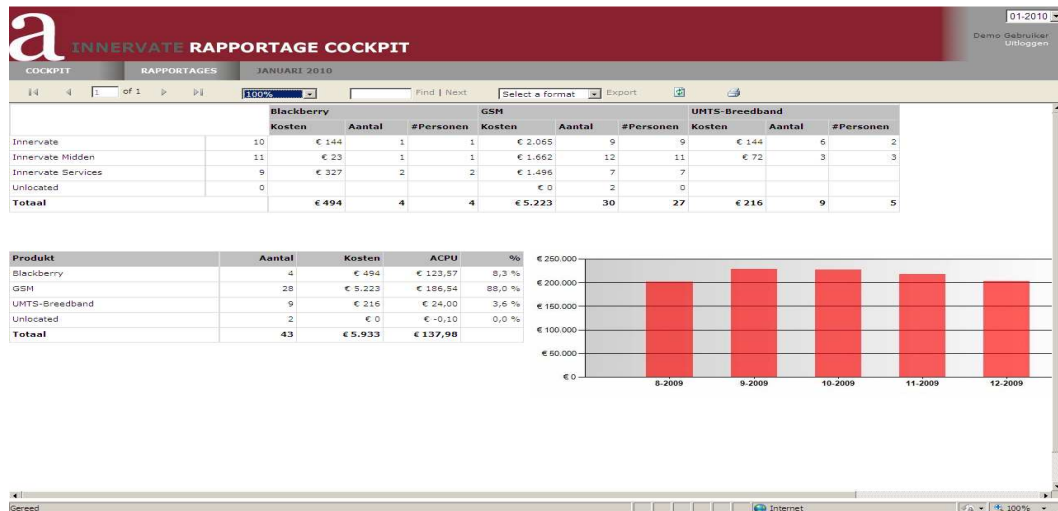 01-2010
a INNERVATE RAPPORTAGE COCKPIT
Demo Gebruiker
Uitloggen
COCKPIT RAPPORTAGES JANUARI 2010
1 of 1 100% Find | Next Select a format Export
Blackberry GSM UMTS-Breedband
Kosten Aantal #Personen Kosten Aantal #Personen Kosten Aantal #Personen
Innervate 10 € 144 1 1 € 2.065 9 9 € 144 6 2
Innervate Midden 11 € 23 1 1 € 1.662 12 11 € 72 3 3
Innervate Services 9 € 327 2 2 € 1.496 7 7
Unlocated 0 € 0 2 0
Totaal € 494 4 4 € 5.223 30 27 € 216 9 5
Produkt Aantal Kosten ACPU %
Blackberry 4 € 494 € 123,57 8,3 %
GSM 28 € 5.223 € 186,54 88,0 %
UMTS-Breedband 9 € 216 € 24,00 3,6 %
Unlocated 2 € 0 € -0,10 0,0 %
Totaal 43 € 5.933 € 137,98
€ 250.000
€ 200.000
€ 150.000
€ 100.000
€ 50.000
€ 0
8-2009 9-2009 10-2009 11-2009 12-2009
Gereed Internet 100%